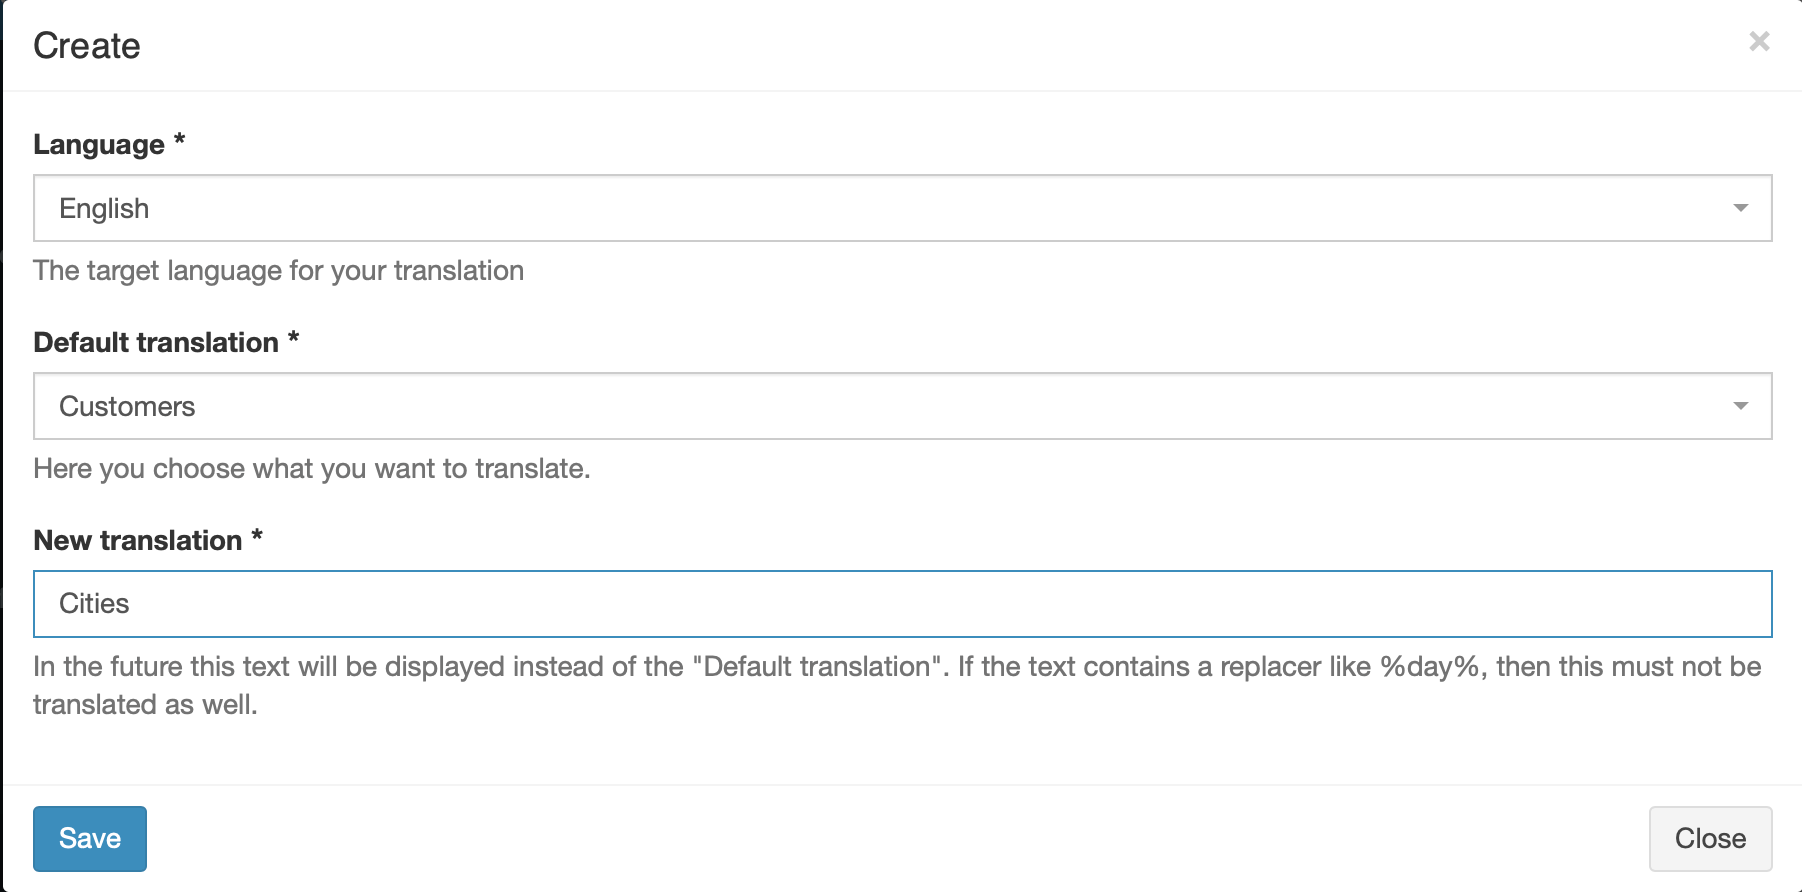 Create
×
Language *
English
The target language for your translation
Default translation *
Customers
Here you choose what you want to translate.
New translation *
Cities
In the future this text will be displayed instead of the "Default translation". If the text contains a replacer like %day%, then this must not be
translated as well.
Save
Close